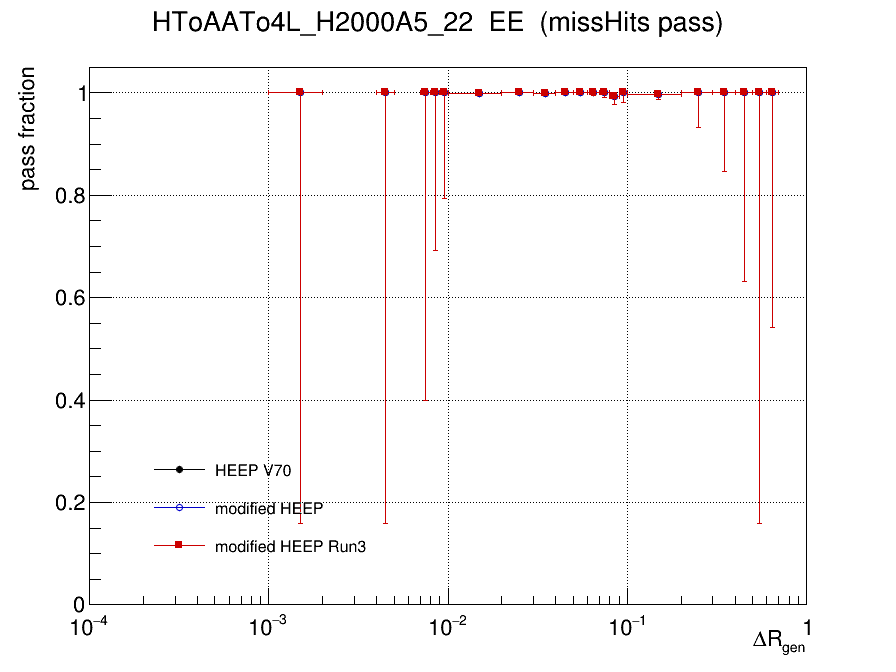 HToAATo4L_H2000A5_22 EE (missHits pass)
pass fraction
1
0.8
0.6
0.4
0.2
0
HEEP V70
modified HEEP
modified HEEP Run3
10⁻⁴ 10⁻³ 10⁻² 10⁻¹ 1
ΔR_gen